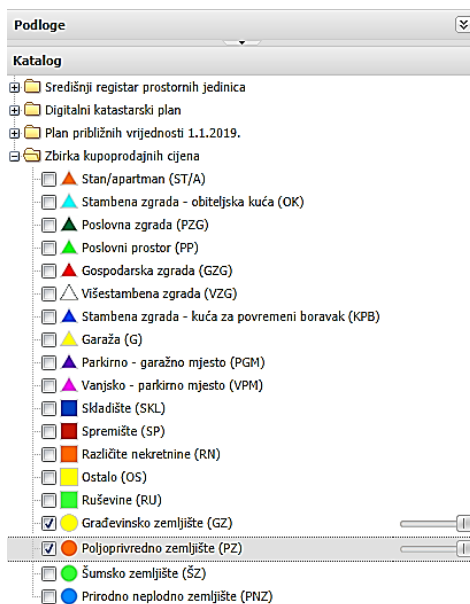 Podloge
Katalog
Središnji registar prostornih jedinica
Digitalni katastarski plan
Plan približnih vrijednosti 1.1.2019.
Zbirka kupoprodajnih cijena
Stan/apartman (ST/A)
Stambena zgrada - obiteljska kuća (OK)
Poslovna zgrada (PZG)
Poslovni prostor (PP)
Gospodarska zgrada (GZG)
Višestambena zgrada (VZG)
Stambena zgrada - kuća za povremeni boravak (KPB)
Garaža (G)
Parkirno - garažno mjesto (PGM)
Vanjsko - parkirno mjesto (VPM)
Skladište (SKL)
Spremište (SP)
Različite nekretnine (RN)
Ostalo (OS)
Ruševine (RU)
Građevinsko zemljište (GZ)
Poljoprivredno zemljište (PZ)
Šumsko zemljište (ŠZ)
Prirodno neplodno zemljište (PNZ)